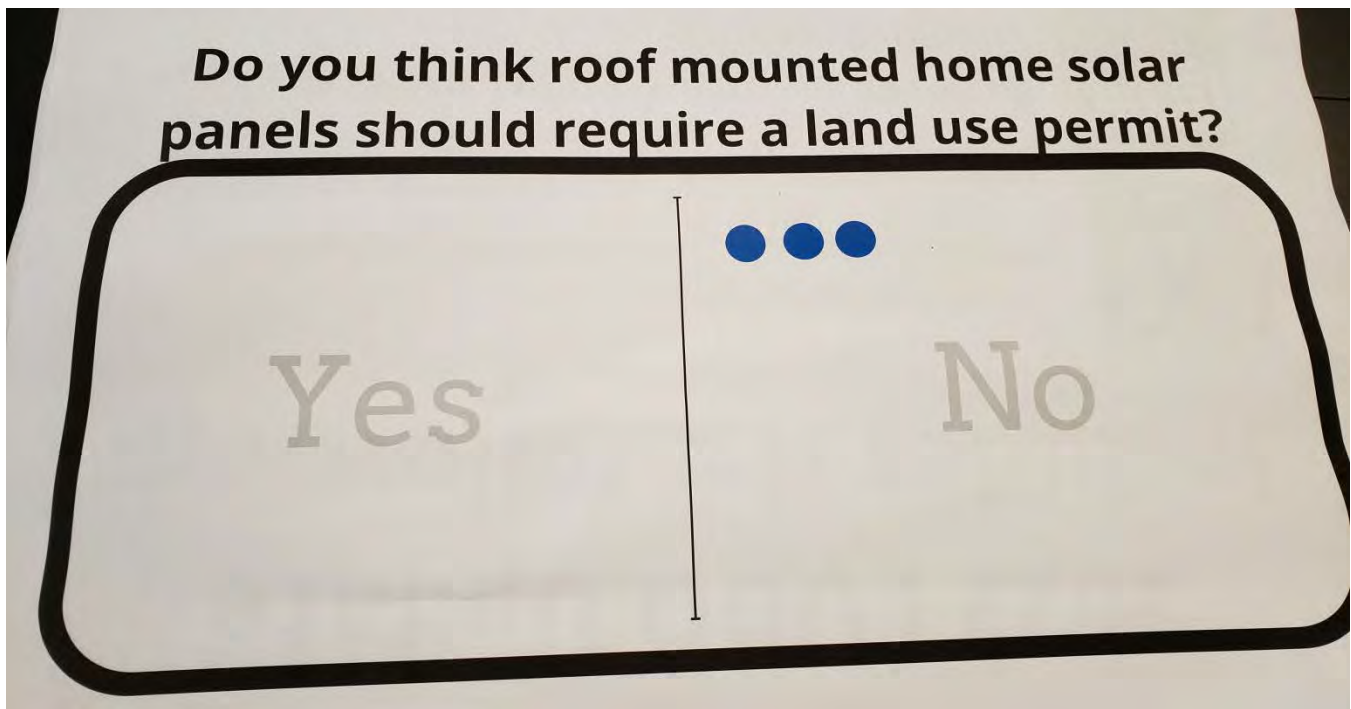 Do you think roof mounted home solar
panels should require a land use permit?
Yes
No